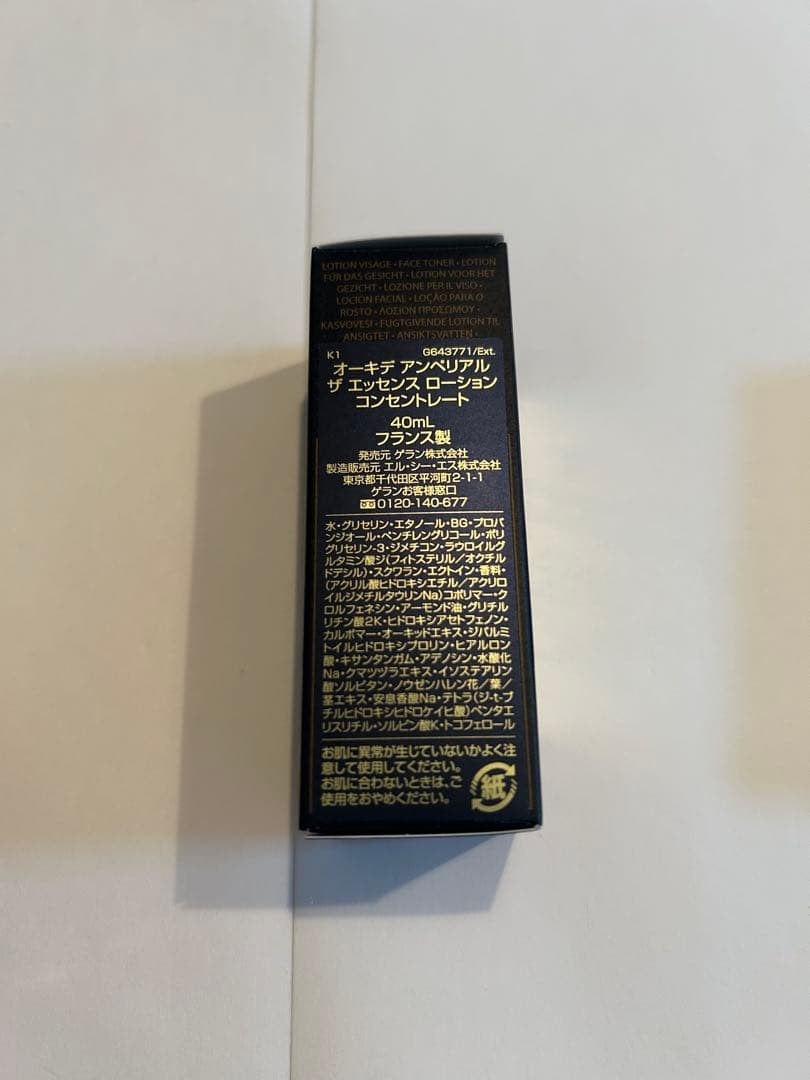 LOTION VISAGE • FACE TONER • LOTION
FÜR DAS GESICHT • LOTION VOOR HET
GEZICHT • LOZIONE PER IL VISO •
LOCIÓN FACIAL • LOÇÃO PARA O
ROSTO • ΛΟΣΙΟΝ ΠΡΟΣΩΠΟΥ •
KASVOVESI • FUGTGIVENDE LOTION TIL
ANSIGTET • ANSIKTSVATTEN •
K1 G643771/Ext.
オーキデ アンペリアル
ザ エッセンス ローション
コンセントレート
40mL
フランス製
発売元 ゲラン株式会社
製造販売元 エル・シー・エス株式会社
東京都千代田区平河町2-1-1
ゲランお客様窓口
0120-140-677
水・グリセリン・エタノール・BG・プロパ
ンジオール・ペンチレングリコール・ポリ
グリセリン-3・ジメチコン・ラウロイルグ
ルタミン酸ジ(フィトステリル/オクチル
ドデシル)・スクワラン・エクトイン・香料・
(アクリル酸ヒドロキシエチル/アクリロ
イルジメチルタウリンNa)コポリマー・ク
ロルフェネシン・アーモンド油・グリチル
リチン酸2K・ヒドロキシアセトフェノン・
カルボマー・オーキッドエキス・ジパルミ
トイルヒドロキシプロリン・ヒアルロン
酸・キサンタンガム・アデノシン・水酸化
Na・クマツヅラエキス・イソステアリン
酸ソルビタン・ノウゼンハレン花/葉/
茎エキス・安息香酸Na・テトラ(ジ-t-ブ
チルヒドロキシヒドロケイヒ酸)ペンタエ
リスリチル・ソルビン酸K・トコフェロール
お肌に異常が生じていないかよく注
意して使用してください。
お肌に合わないときは、ご
使用をおやめください。
紙